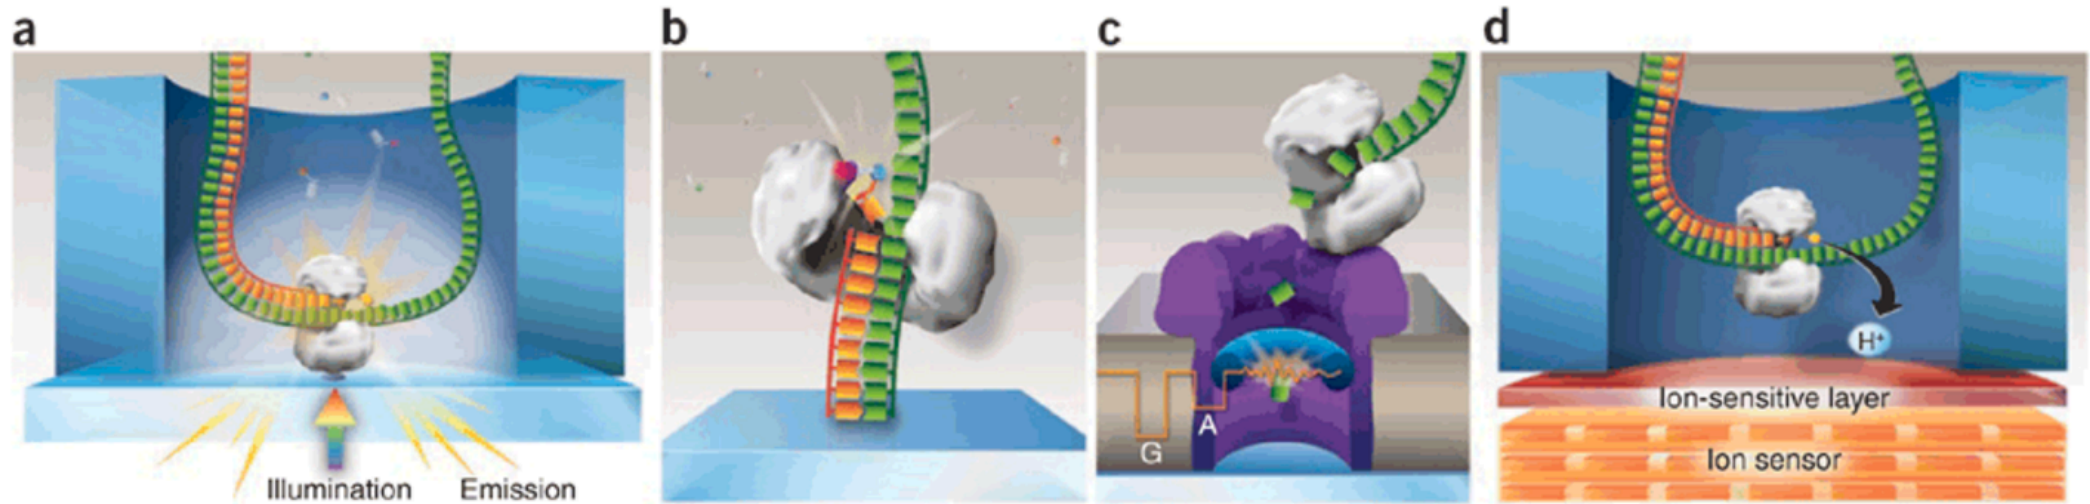 a
b
c
d
Illumination
Emission
G
A
H⁺
Ion-sensitive layer
Ion sensor